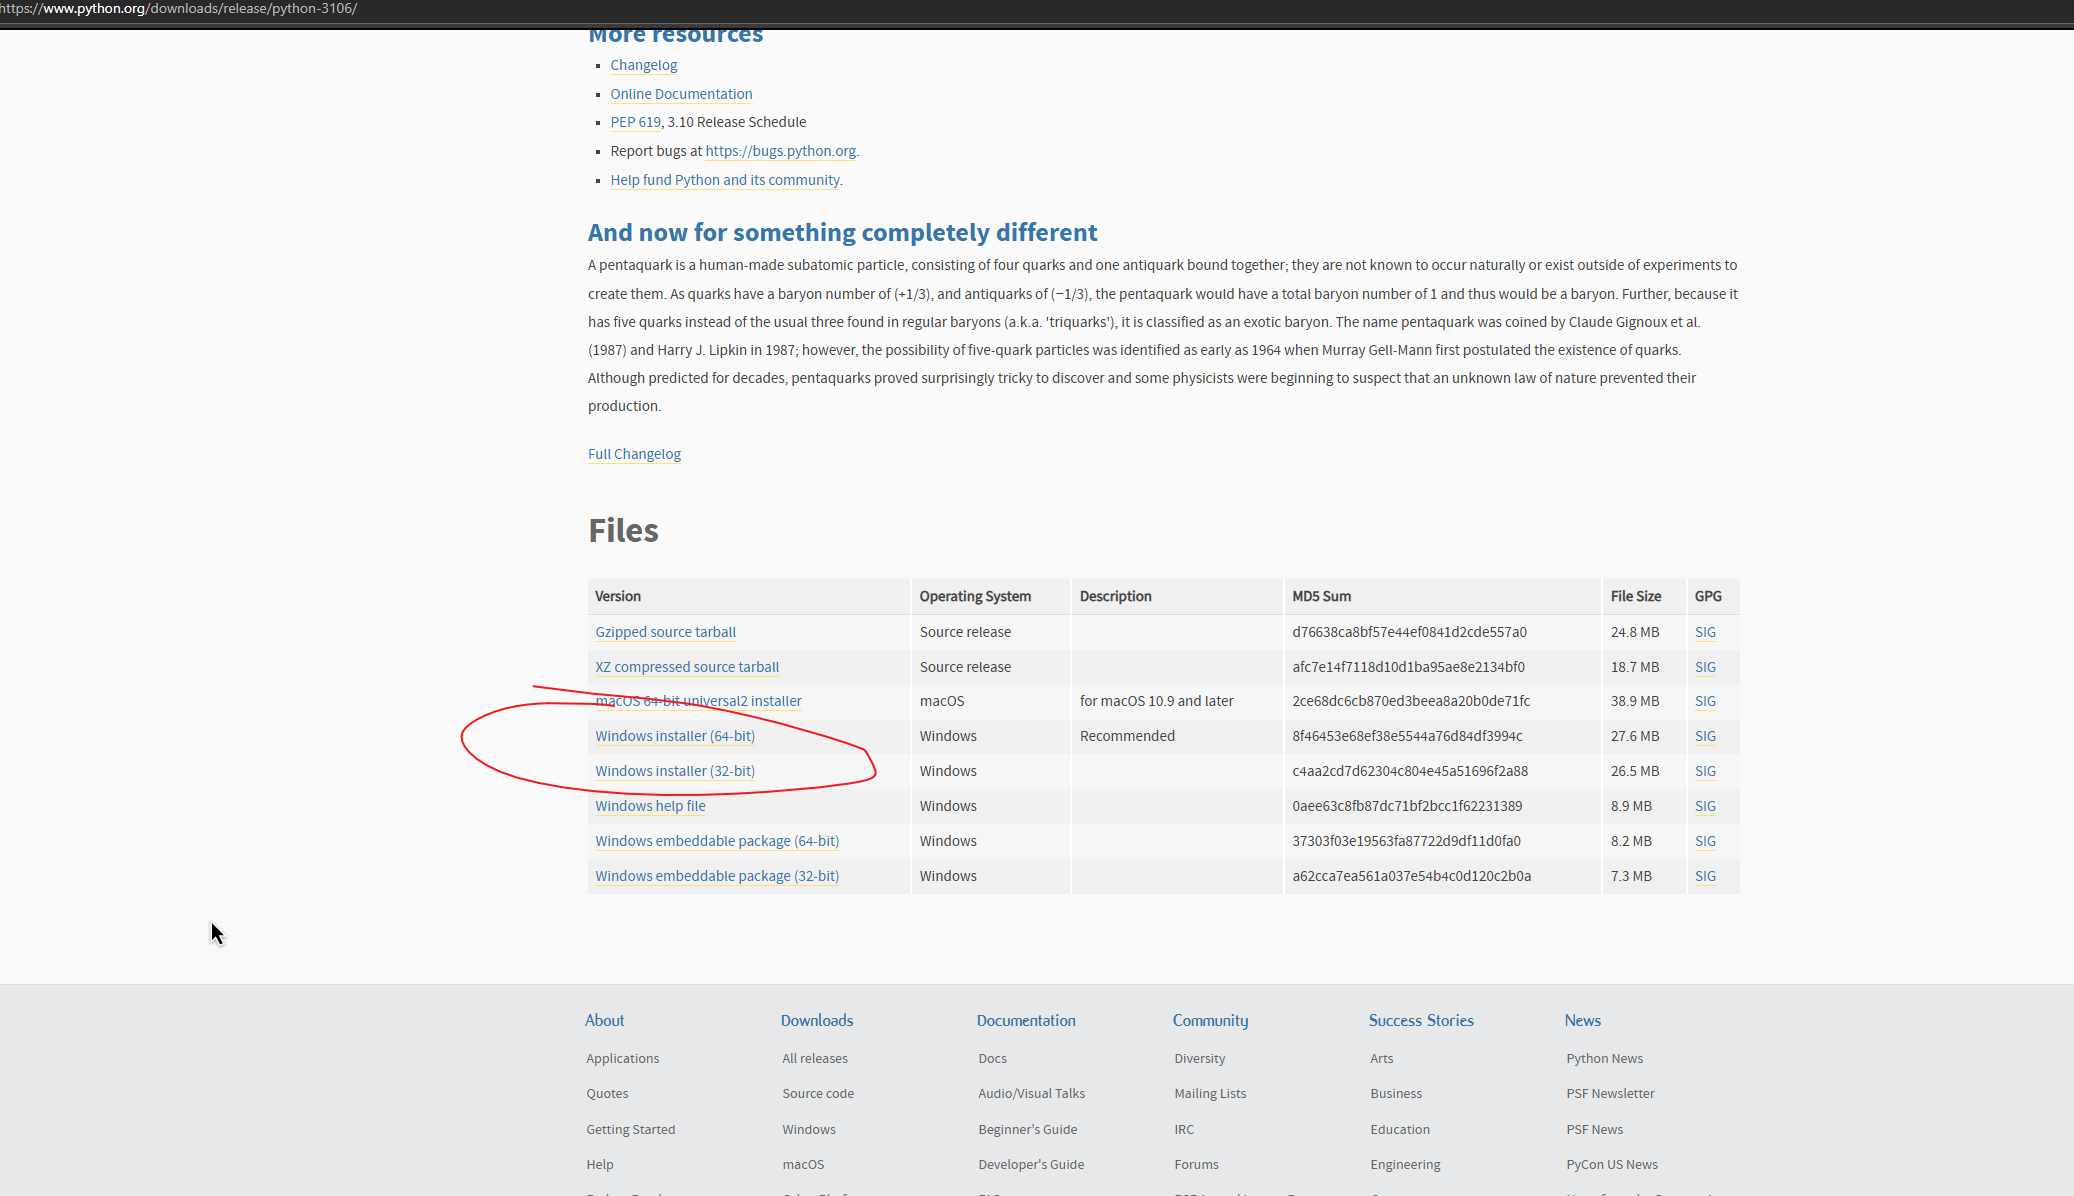 https://www.python.org/downloads/release/python-3106/
More resources
Changelog
Online Documentation
PEP 619, 3.10 Release Schedule
Report bugs at https://bugs.python.org.
Help fund Python and its community.
And now for something completely different
A pentaquark is a human-made subatomic particle, consisting of four quarks and one antiquark bound together; they are not known to occur naturally or exist outside of experiments to
create them. As quarks have a baryon number of (+1/3), and antiquarks of (−1/3), the pentaquark would have a total baryon number of 1 and thus would be a baryon. Further, because it
has five quarks instead of the usual three found in regular baryons (a.k.a. 'triquarks'), it is classified as an exotic baryon. The name pentaquark was coined by Claude Gignoux et al.
(1987) and Harry J. Lipkin in 1987; however, the possibility of five-quark particles was identified as early as 1964 when Murray Gell-Mann first postulated the existence of quarks.
Although predicted for decades, pentaquarks proved surprisingly tricky to discover and some physicists were beginning to suspect that an unknown law of nature prevented their
production.
Full Changelog
Files
Version Operating System Description MD5 Sum File Size GPG
Gzipped source tarball Source release d76638ca8bf57e44ef0841d2cde557a0 24.8 MB SIG
XZ compressed source tarball Source release afc7e14f7118d10d1ba95ae8e2134bf0 18.7 MB SIG
macOS 64-bit universal2 installer macOS for macOS 10.9 and later 2ce68dc6cb870ed3beea8a20b0de71fc 38.9 MB SIG
Windows installer (64-bit) Windows Recommended 8f46453e68ef38e5544a76d84df3994c 27.6 MB SIG
Windows installer (32-bit) Windows c4aa2cd7d62304c804e45a51696f2a88 26.5 MB SIG
Windows help file Windows 0aee63c8fb87dc71bf2bcc1f62231389 8.9 MB SIG
Windows embeddable package (64-bit) Windows 37303f03e19563fa87722d9df11d0fa0 8.2 MB SIG
Windows embeddable package (32-bit) Windows a62cca7ea561a037e54b4c0d120c2b0a 7.3 MB SIG
About Downloads Documentation Community Success Stories News
Applications All releases Docs Diversity Arts Python News
Quotes Source code Audio/Visual Talks Mailing Lists Business PSF Newsletter
Getting Started Windows Beginner's Guide IRC Education PSF News
Help macOS Developer's Guide Forums Engineering PyCon US News